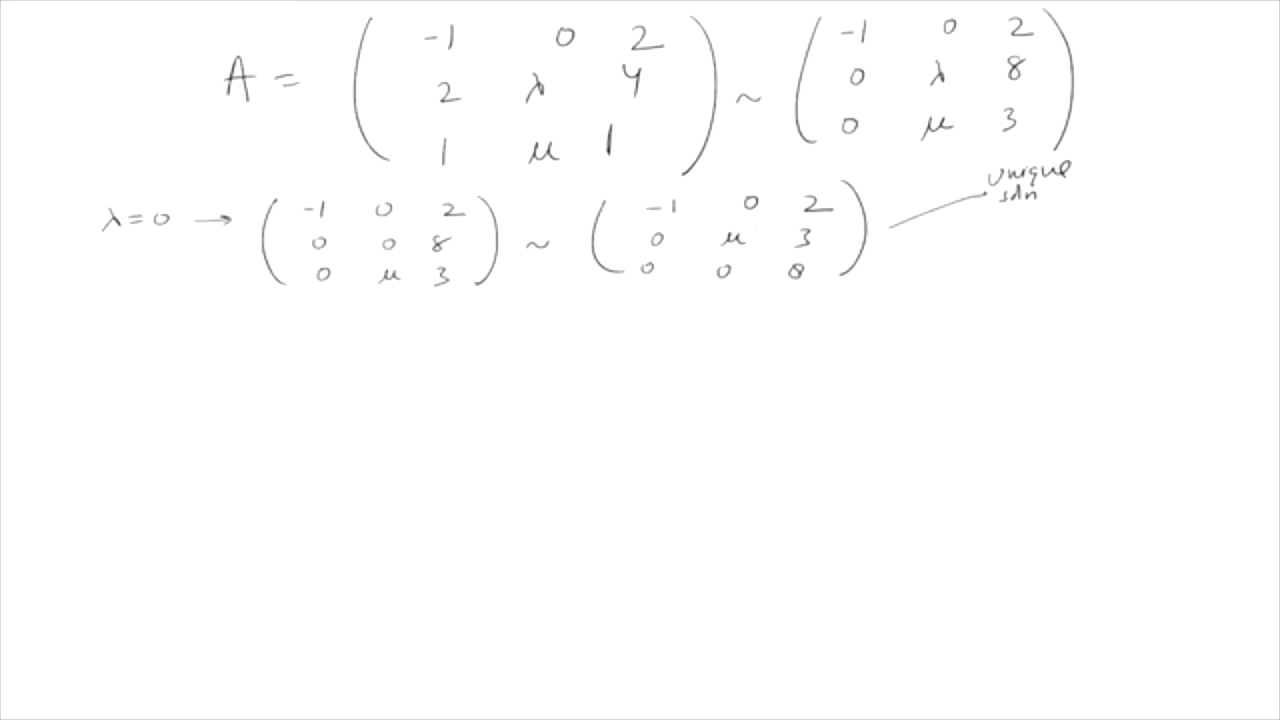 A = ( -1 0 2 ) ~ ( -1 0 2 )
( 2 λ 4 ) ( 0 λ 8 )
( 1 μ 1 ) ( 0 μ 3 )
λ = 0 → ( -1 0 2 ) ~ ( -1 0 2 ) — unique soln
( 0 0 8 ) ( 0 μ 3 )
( 0 μ 3 ) ( 0 0 8 )